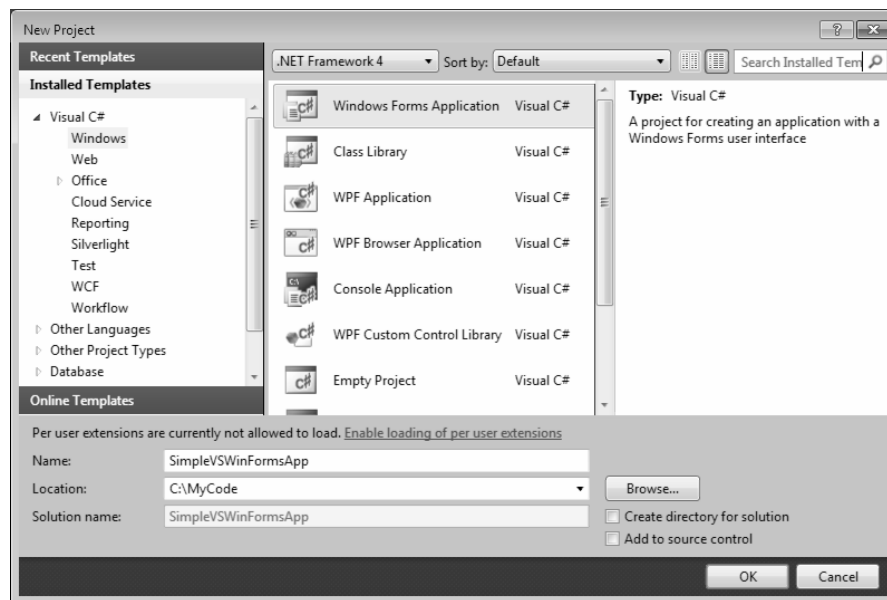 New Project
Recent Templates
Installed Templates
Visual C#
Windows
Web
Office
Cloud Service
Reporting
Silverlight
Test
WCF
Workflow
Other Languages
Other Project Types
Database
Online Templates
.NET Framework 4
Sort by: Default
Search Installed Tem
Windows Forms Application Visual C#
Class Library Visual C#
WPF Application Visual C#
WPF Browser Application Visual C#
Console Application Visual C#
WPF Custom Control Library Visual C#
Empty Project Visual C#
Type: Visual C#
A project for creating an application with a
Windows Forms user interface
Per user extensions are currently not allowed to load. Enable loading of per user extensions
Name: SimpleVSWinFormsApp
Location: C:\MyCode
Browse...
Solution name: SimpleVSWinFormsApp
Create directory for solution
Add to source control
OK Cancel